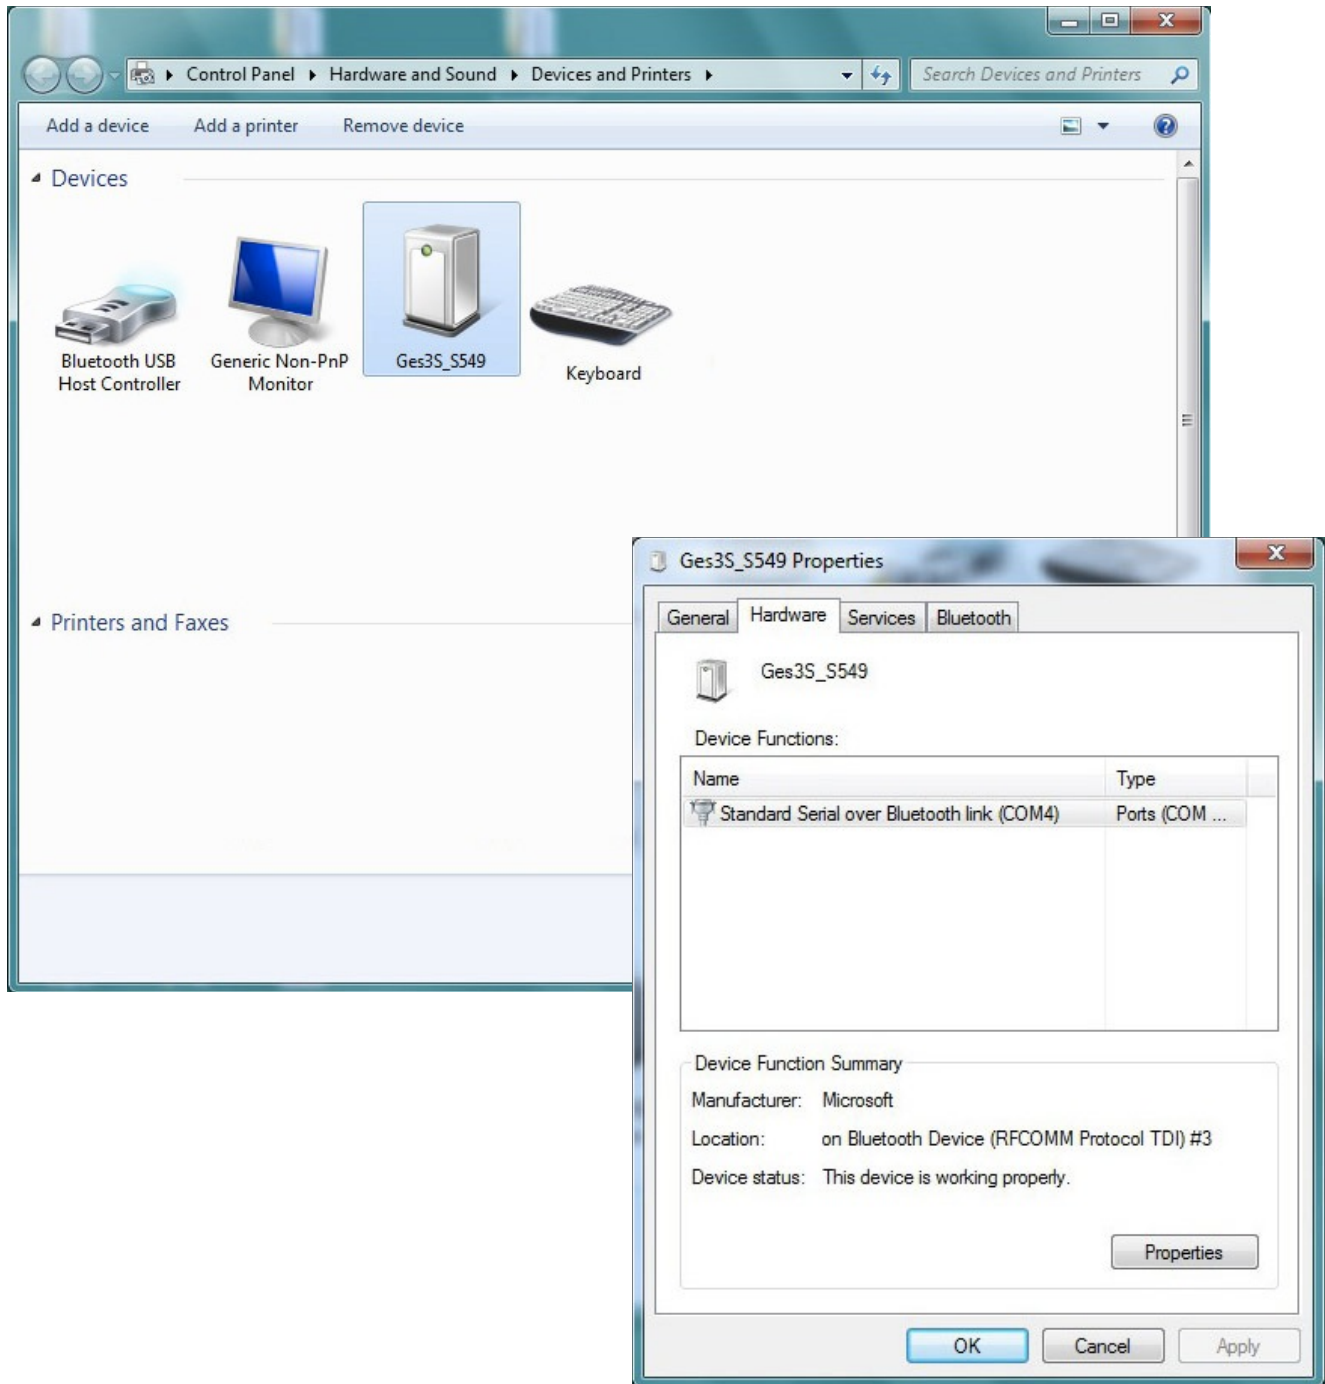 Control Panel Hardware and Sound Devices and Printers Search Devices and Printers
Add a device Add a printer Remove device
Devices
Bluetooth USB
Host Controller
Generic Non-PnP
Monitor
Ges3S_S549
Keyboard
Printers and Faxes
Ges3S_S549 Properties
General Hardware Services Bluetooth
Ges3S_S549
Device Functions:
Name Type
Standard Serial over Bluetooth link (COM4) Ports (COM ...
Device Function Summary
Manufacturer: Microsoft
Location: on Bluetooth Device (RFCOMM Protocol TDI) #3
Device status: This device is working properly.
Properties
OK Cancel Apply